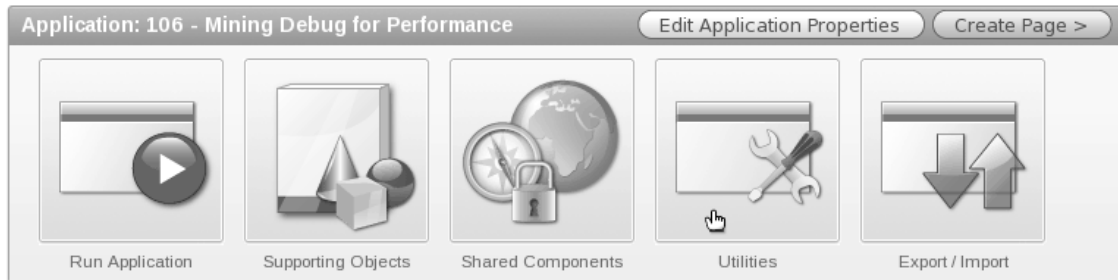 Application: 106 - Mining Debug for Performance
Edit Application Properties
Create Page >
Run Application
Supporting Objects
Shared Components
Utilities
Export / Import